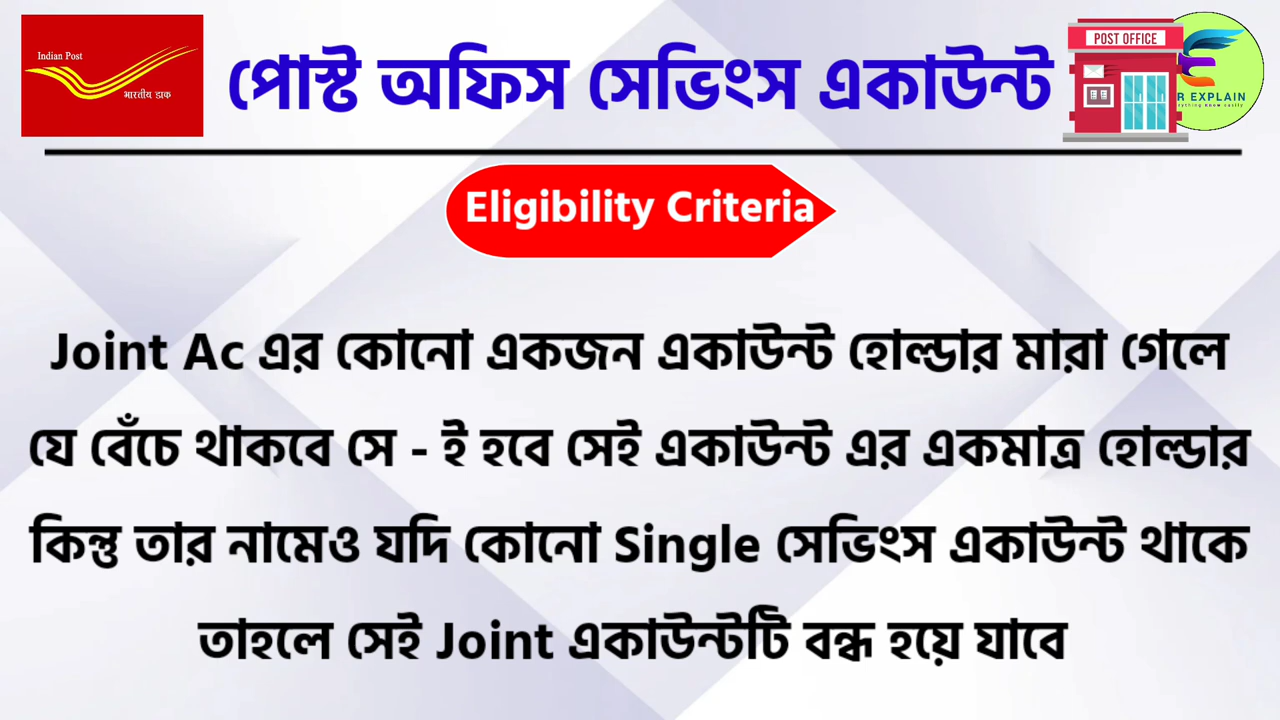 Indian Post
भारतीय डाक
পোস্ট অফিস সেভিংস একাউন্ট
POST OFFICE
R EXPLAIN
Eligibility Criteria
Joint Ac এর কোনো একজন একাউন্ট হোল্ডার মারা গেলে
যে বেঁচে থাকবে সে - ই হবে সেই একাউন্ট এর একমাত্র হোল্ডার
কিন্তু তার নামেও যদি কোনো Single সেভিংস একাউন্ট থাকে
তাহলে সেই Joint একাউন্টটি বন্ধ হয়ে যাবে